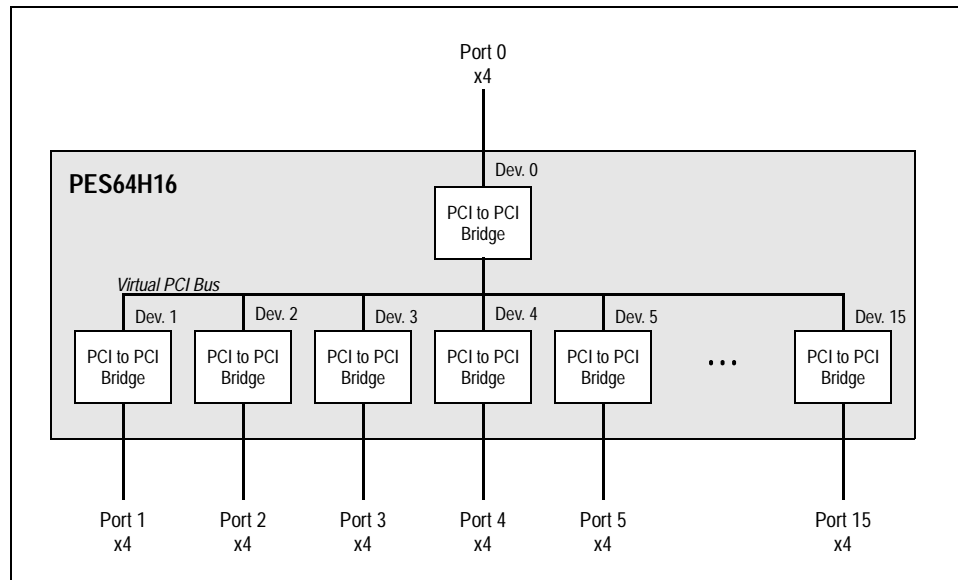 Port 0
x4
Dev. 0
PES64H16
PCI to PCI
Bridge
Virtual PCI Bus
Dev. 1
Dev. 2
Dev. 3
Dev. 4
Dev. 5
Dev. 15
PCI to PCI
Bridge
PCI to PCI
Bridge
PCI to PCI
Bridge
PCI to PCI
Bridge
PCI to PCI
Bridge
• • •
PCI to PCI
Bridge
Port 1
x4
Port 2
x4
Port 3
x4
Port 4
x4
Port 5
x4
Port 15
x4